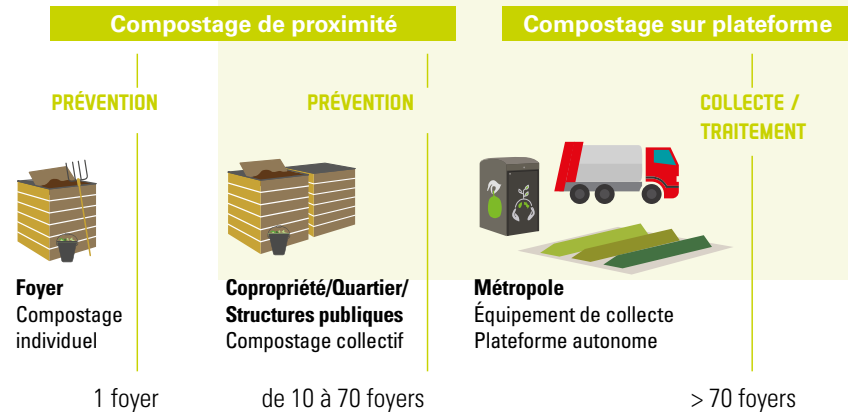 Compostage de proximité
Compostage sur plateforme
PRÉVENTION
PRÉVENTION
COLLECTE /
TRAITEMENT
Foyer
Compostage
individuel
Copropriété/Quartier/
Structures publiques
Compostage collectif
Métropole
Équipement de collecte
Plateforme autonome
1 foyer
de 10 à 70 foyers
> 70 foyers